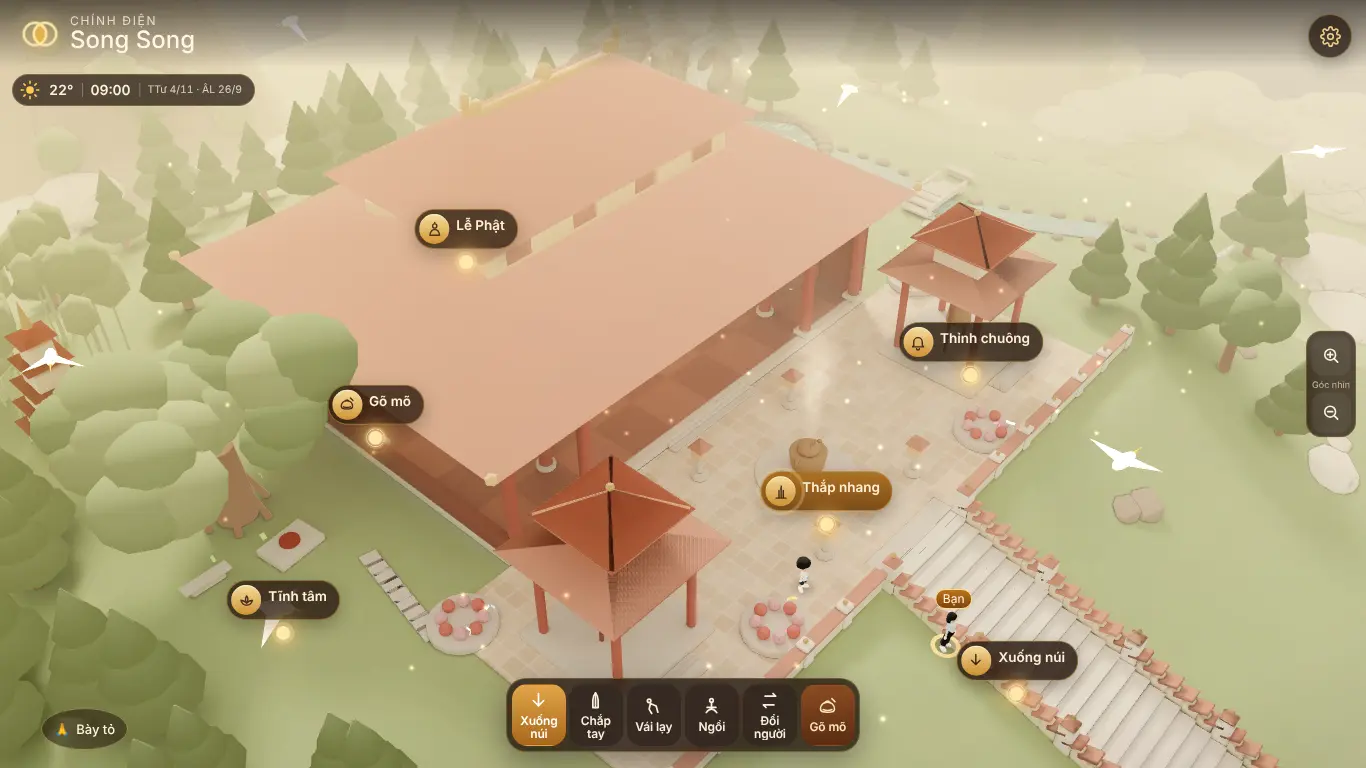 CHÍNH ĐIỆN
Song Song
22° 09:00 TTư 4/11 · ÂL 26/9
Lễ Phật
Thỉnh chuông
Góc nhìn
Gõ mõ
Thắp nhang
Tĩnh tâm
Bạn
Xuống núi
Bày tỏ
Xuống núi
Chắp tay
Vái lạy
Ngồi
Đổi người
Gõ mõ